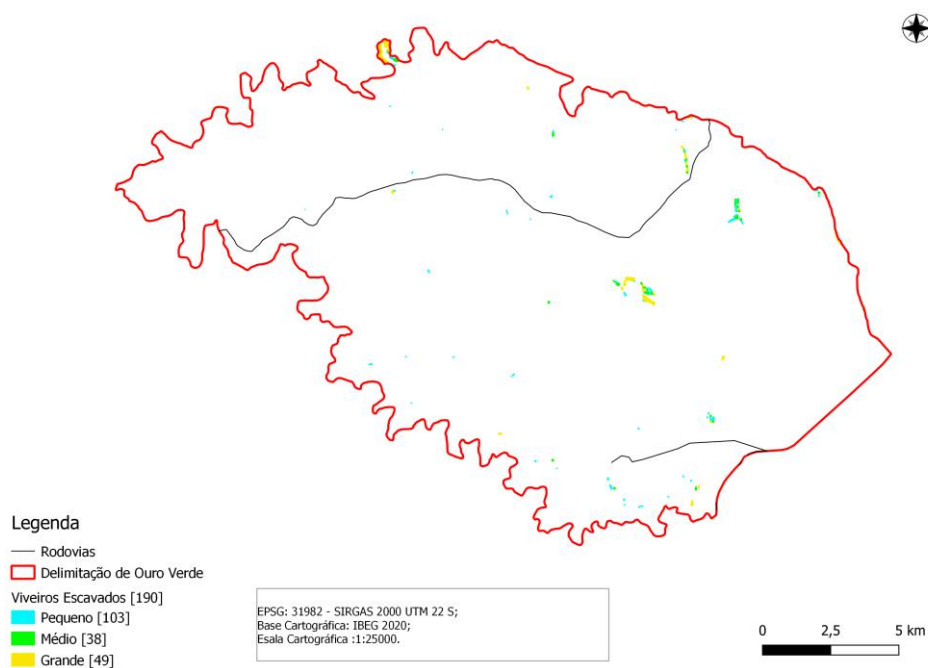 Legenda
Rodovias
Delimitação de Ouro Verde
Viveiros Escavados [190]
Pequeno [103]
Médio [38]
Grande [49]
EPSG: 31982 - SIRGAS 2000 UTM 22 S;
Base Cartográfica: IBEG 2020;
Esala Cartográfica :1:25000.
0 2,5 5 km